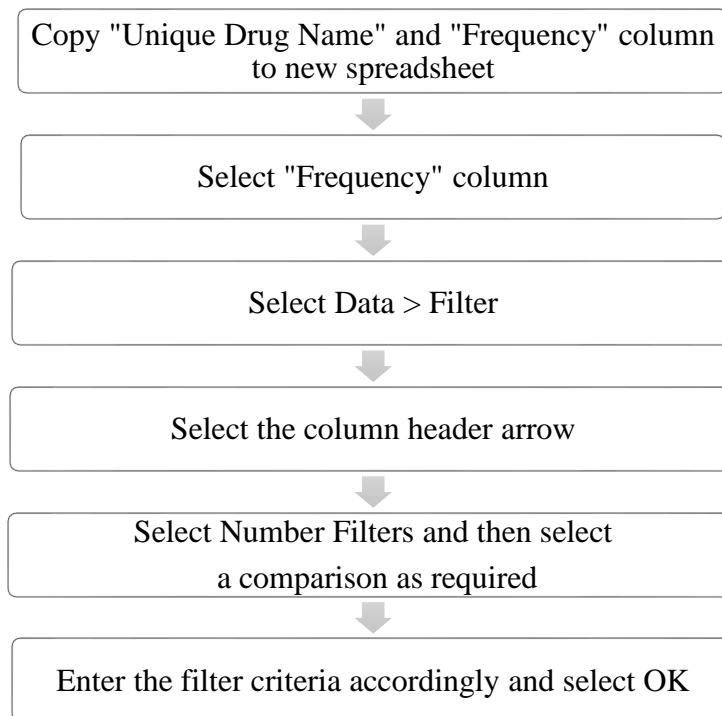 Copy "Unique Drug Name" and "Frequency" column
to new spreadsheet
Select "Frequency" column
Select Data > Filter
Select the column header arrow
Select Number Filters and then select
a comparison as required
Enter the filter criteria accordingly and select OK